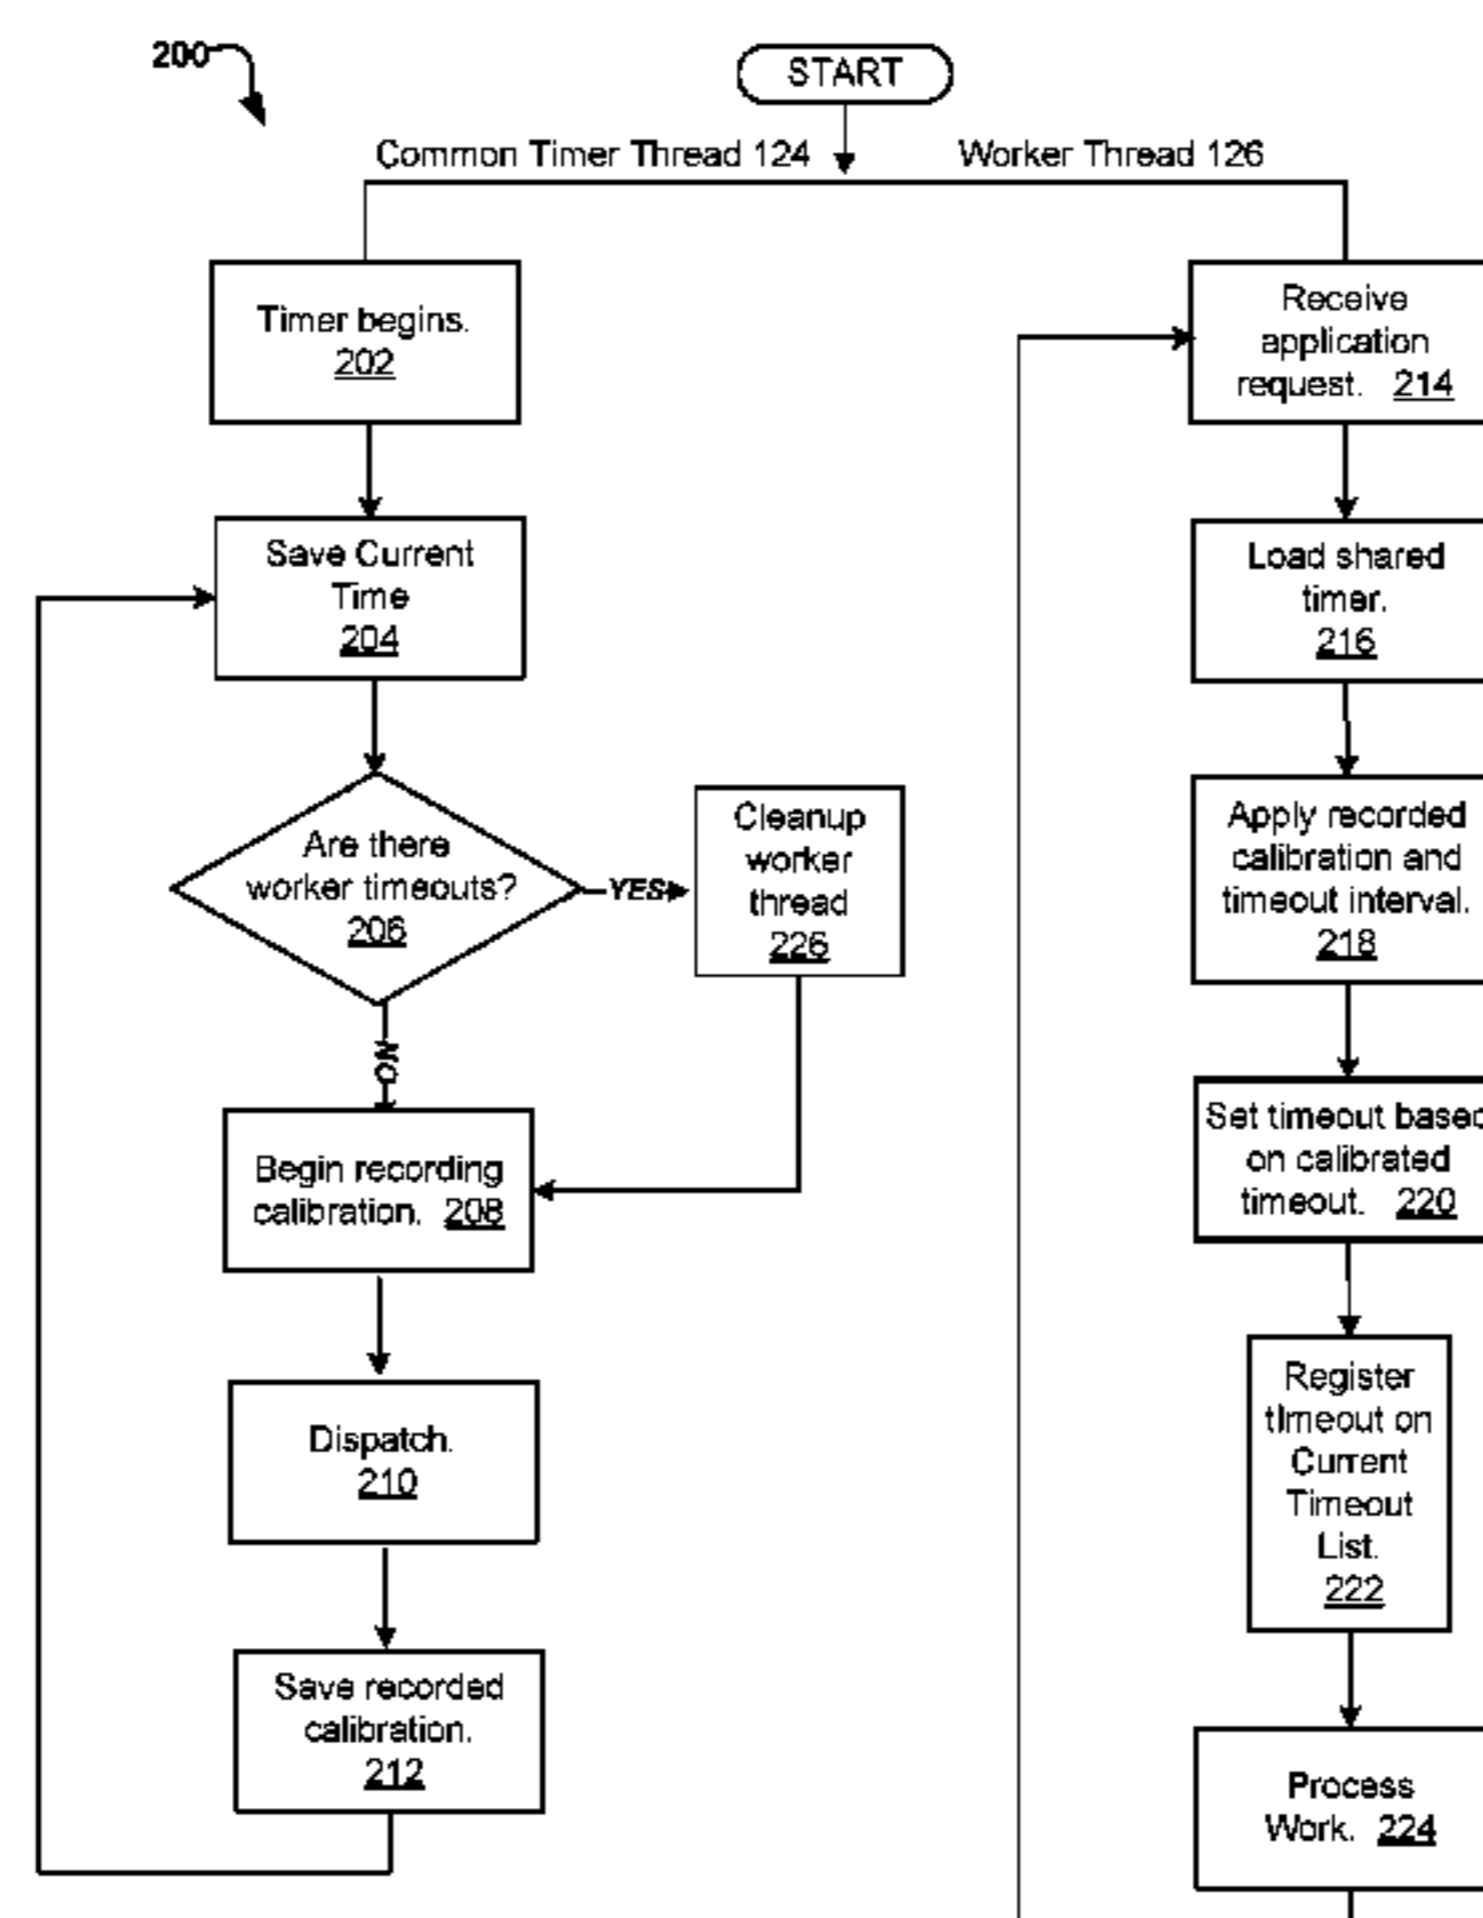 200
START
Common Timer Thread 124
Worker Thread 126
Timer begins.
202
Save Current
Time
204
Are there
worker timeouts?
206
YES
NO
Cleanup
worker
thread
226
Begin recording
calibration. 208
Dispatch.
210
Save recorded
calibration.
212
Receive
application
request. 214
Load shared
timer.
216
Apply recorded
calibration and
timeout interval.
218
Set timeout based
on calibrated
timeout. 220
Register
tImeout on
Current
Timeout
List.
222
Process
Work. 224